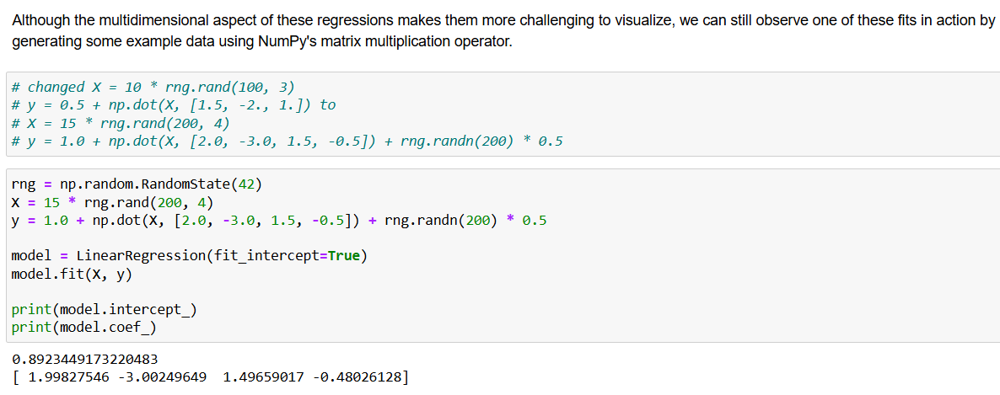 Although the multidimensional aspect of these regressions makes them more challenging to visualize, we can still observe one of these fits in action by
generating some example data using NumPy's matrix multiplication operator.
# changed X = 10 * rng.rand(100, 3)
# y = 0.5 + np.dot(X, [1.5, -2., 1.]) to
# X = 15 * rng.rand(200, 4)
# y = 1.0 + np.dot(X, [2.0, -3.0, 1.5, -0.5]) + rng.randn(200) * 0.5
rng = np.random.RandomState(42)
X = 15 * rng.rand(200, 4)
y = 1.0 + np.dot(X, [2.0, -3.0, 1.5, -0.5]) + rng.randn(200) * 0.5
model = LinearRegression(fit_intercept=True)
model.fit(X, y)
print(model.intercept_)
print(model.coef_)
0.8923449173220483
[ 1.99827546 -3.00249649  1.49659017 -0.48026128]